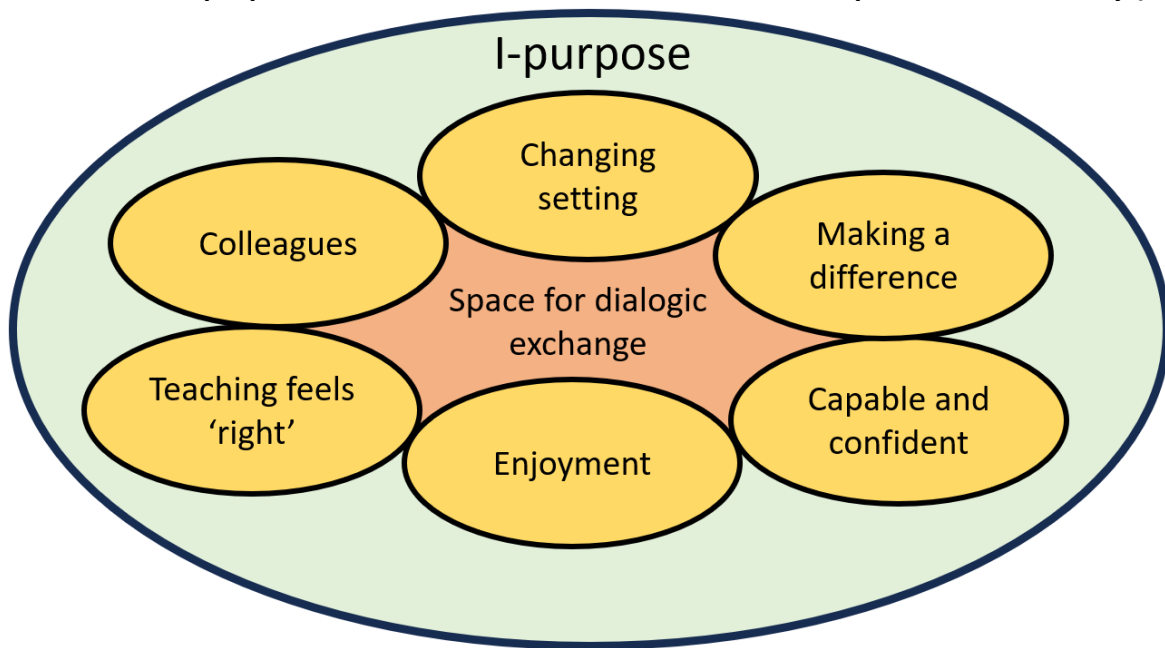 I-purpose
Changing
setting
Colleagues
Making a
difference
Space for dialogic
exchange
Teaching feels
‘right’
Capable and
confident
Enjoyment